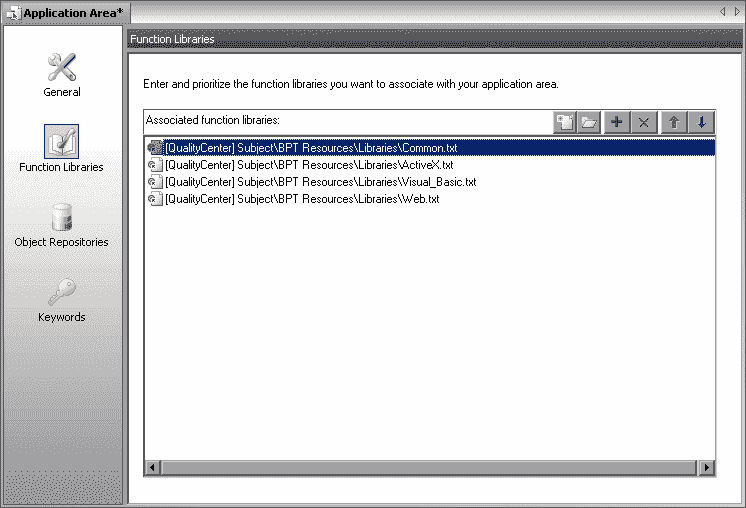 Application Area*
Function Libraries
General
Function Libraries
Object Repositories
Keywords
Enter and prioritize the function libraries you want to associate with your application area.
Associated function libraries:
[QualityCenter] Subject\BPT Resources\Libraries\Common.txt
[QualityCenter] Subject\BPT Resources\Libraries\ActiveX.txt
[QualityCenter] Subject\BPT Resources\Libraries\Visual_Basic.txt
[QualityCenter] Subject\BPT Resources\Libraries\Web.txt